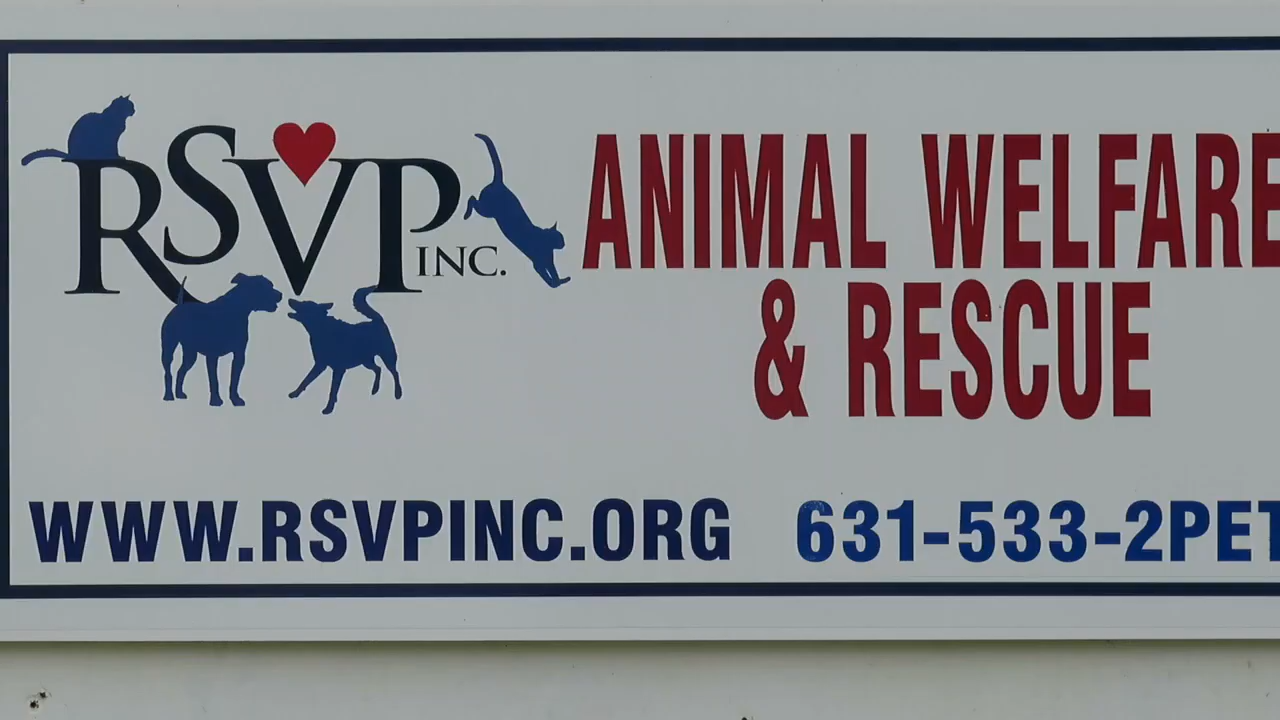 RSVP INC.
ANIMAL WELFARE
& RESCUE
WWW.RSVPINC.ORG 631-533-2PET